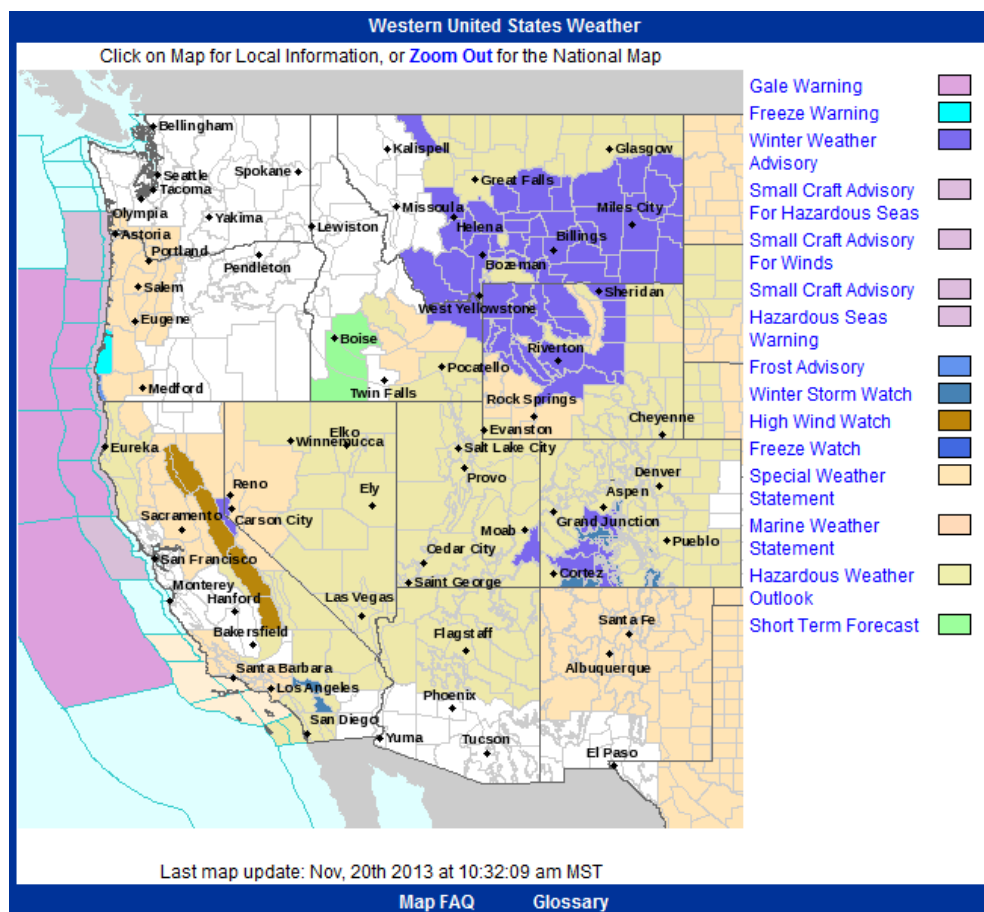 Western United States Weather
Click on Map for Local Information, or Zoom Out for the National Map
Gale Warning
Freeze Warning
Winter Weather
Advisory
Small Craft Advisory
For Hazardous Seas
Small Craft Advisory
For Winds
Small Craft Advisory
Hazardous Seas
Warning
Frost Advisory
Winter Storm Watch
High Wind Watch
Freeze Watch
Special Weather
Statement
Marine Weather
Statement
Hazardous Weather
Outlook
Short Term Forecast
Bellingham
Kalispell
Glasgow
Seattle
Spokane
Tacoma
Great Falls
Olympia
Yakima
Missoula
Miles City
Lewiston
Helena
Astoria
Portland
Billings
Pendleton
Bozeman
Salem
Sheridan
West Yellowstone
Eugene
Boise
Riverton
Pocatello
Medford
Twin Falls
Rock Springs
Cheyenne
Evanston
Elko
Winnemucca
Eureka
Salt Lake City
Provo
Denver
Reno
Ely
Aspen
Carson City
Sacramento
Grand Junction
Moab
Pueblo
Cedar City
San Francisco
Cortez
Saint George
Monterey
Hanford
Las Vegas
Santa Fe
Flagstaff
Bakersfield
Albuquerque
Santa Barbara
Los Angeles
Phoenix
San Diego
Yuma
Tucson
El Paso
Last map update: Nov, 20th 2013 at 10:32:09 am MST
Map FAQ Glossary